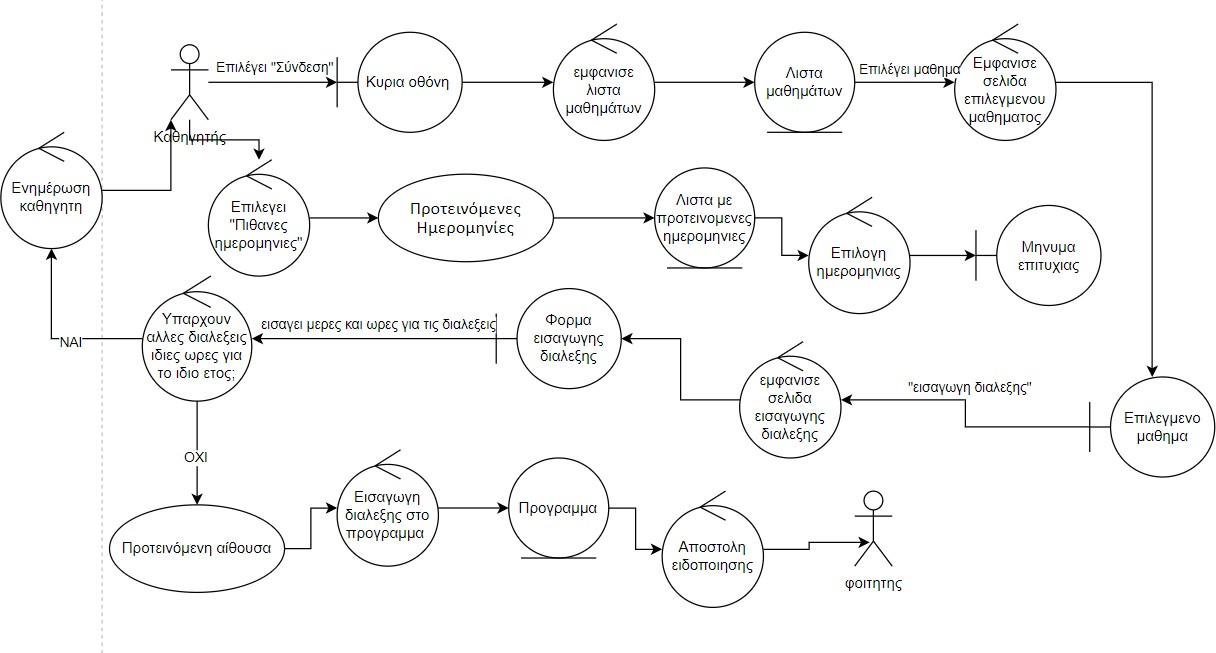 Επιλέγει "Σύνδεση"
Κυρια οθόνη
εμφανισε
λιστα
μαθημάτων
Λιστα
μαθημάτων
Επιλέγει μαθημα
Εμφανισε
σελιδα
επιλεγμενου
μαθηματος
Καθηγητής
Ενημέρωση
καθηγητη
Επιλεγει
"Πιθανες
ημερομηνιες"
Προτεινόμενες
Ημερομηνίες
Λιστα με
προτεινομενες
ημερομηνιες
Επιλογη
ημερομηνιας
Μηνυμα
επιτυχιας
Υπαρχουν
αλλες διαλεξεις
ιδιες ωρες για
το ιδιο ετος;
εισαγει μερες και ωρες για τις διαλεξεις
Φορμα
εισαγωγης
διαλεξης
ΝΑΙ
εμφανισε
σελιδα
εισαγωγης
διαλεξης
"εισαγωγη διαλεξης"
Επιλεγμενο
μαθημα
ΟΧΙ
Προτεινόμενη αίθουσα
Εισαγωγη
διαλεξης στο
προγραμμα
Προγραμμα
Αποστολη
ειδοποιησης
φοιτητης